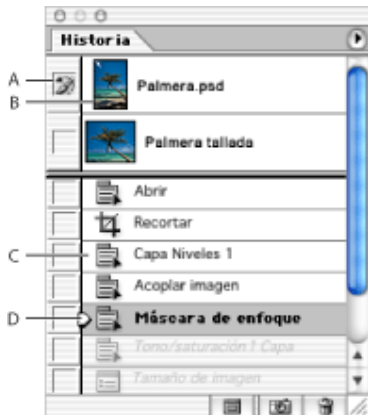 Historia
A
B
Palmera.psd
Palmera tallada
Abrir
Recortar
C
Capa Niveles 1
Acoplar imagen
D
Máscara de enfoque
Tono/saturación 1 Capa
Tamaño de imagen